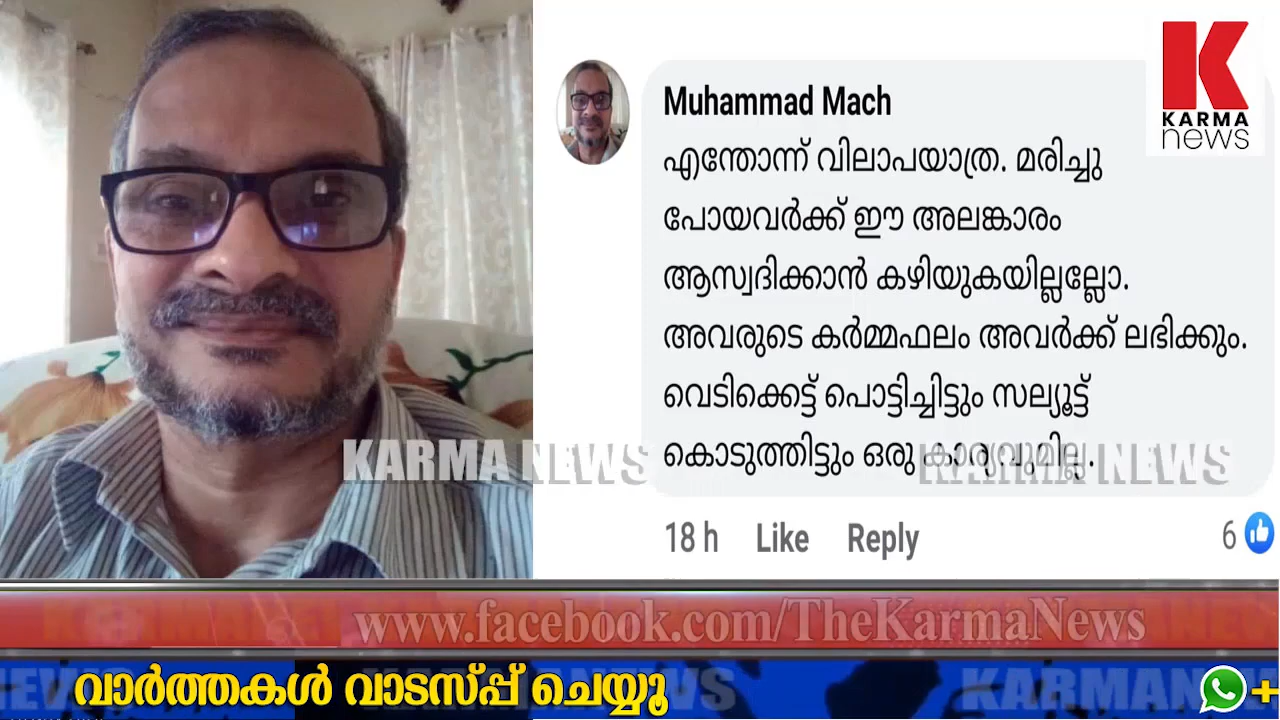 K
KARMA
news
Muhammad Mach
എന്തോന്ന് വിലാപയാത്ര. മരിച്ചു
പോയവർക്ക് ഈ അലങ്കാരം
ആസ്വദിക്കാൻ കഴിയുകയില്ലല്ലോ.
അവരുടെ കർമ്മഫലം അവർക്ക് ലഭിക്കും.
വെടിക്കെട്ട് പൊട്ടിച്ചിട്ടും സല്യൂട്ട്
കൊടുത്തിട്ടും ഒരു കാര്യവുമില്ല.
KARMA NEWS KARMA NEWS
18 h Like Reply 6
www.facebook.com/TheKarmaNews
വാർത്തകൾ വാടസ്പ്പ് ചെയ്യൂ